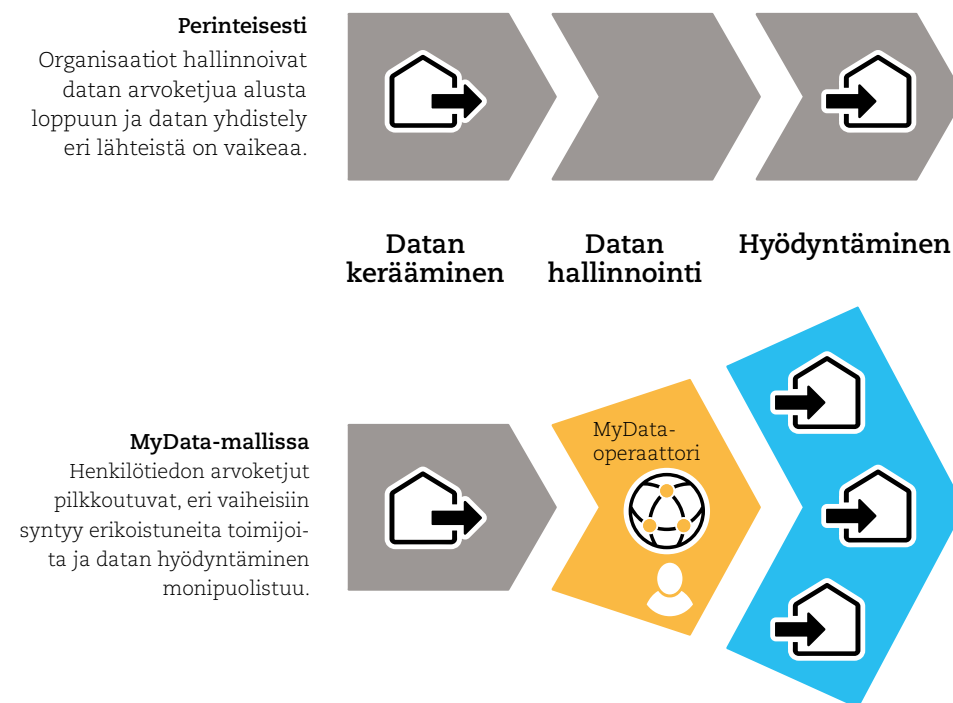 Perinteisesti
Organisaatiot hallinnoivat
datan arvoketjua alusta
loppuun ja datan yhdistely
eri lähteistä on vaikeaa.
Datan
kerääminen
Datan
hallinnointi
Hyödyntäminen
MyData-mallissa
Henkilötiedon arvoketjut
pilkkoutuvat, eri vaiheisiin
syntyy erikoistuneita toimijoi-
ta ja datan hyödyntäminen
monipuolistuu.
MyData-
operaattori